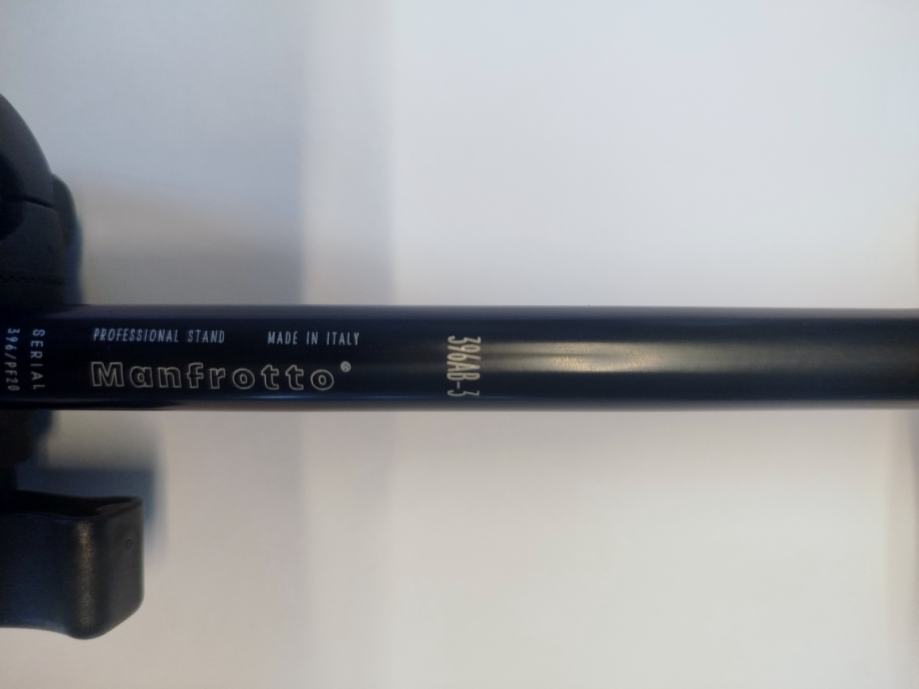 PROFESSIONAL STAND MADE IN ITALY
Manfrotto®
396AB-3
SERIAL
396/PF20